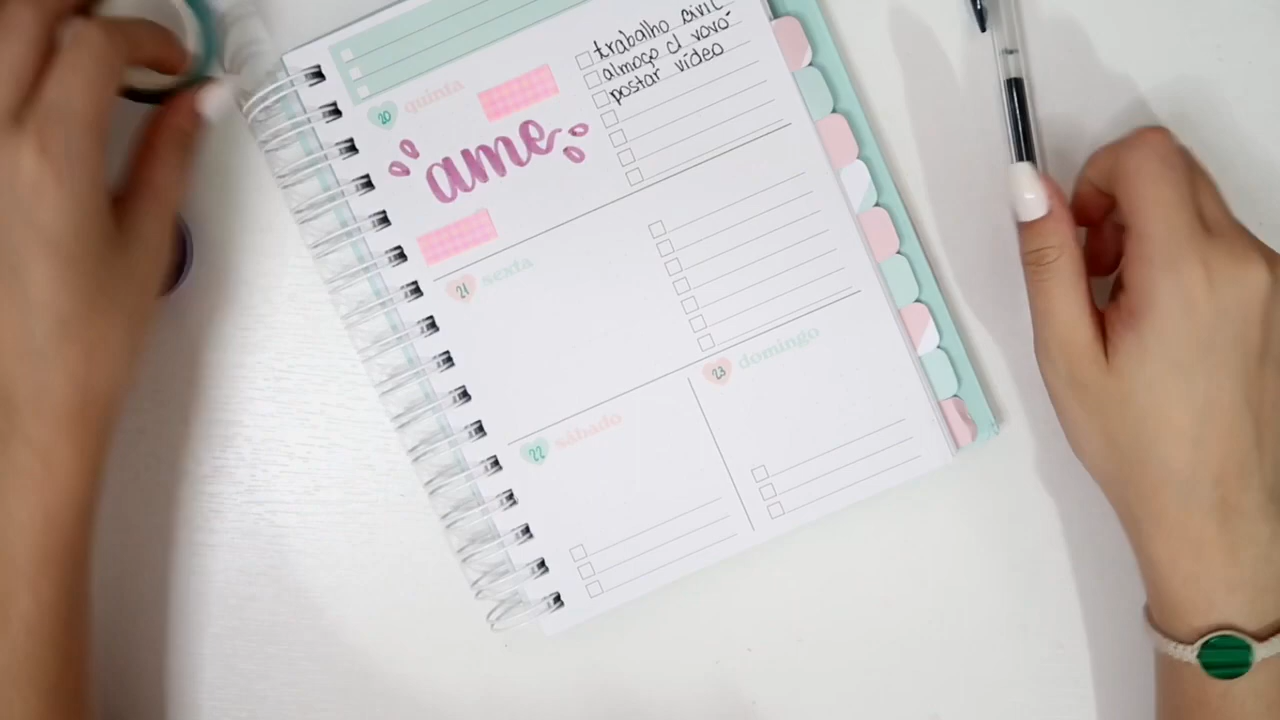 trabalho civil
almoço c/ vovó
postar vídeo
20 quinta
ame
21 sexta
22 sábado
23 domingo